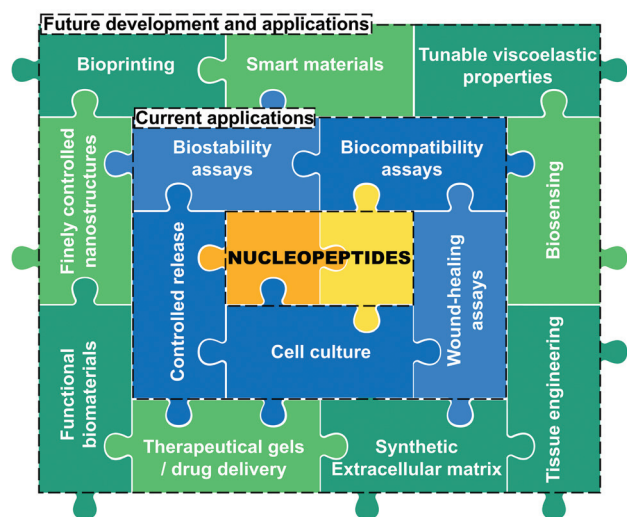 Future development and applications
Bioprinting
Smart materials
Tunable viscoelastic
properties
Current applications
Finely controlled
nanostructures
Biostability
assays
Biocompatibility
assays
Biosensing
Controlled release
NUCLEOPEPTIDES
Wound-healing
assays
Cell culture
Functional
biomaterials
Therapeutical gels
/ drug delivery
Synthetic
Extracellular matrix
Tissue engineering